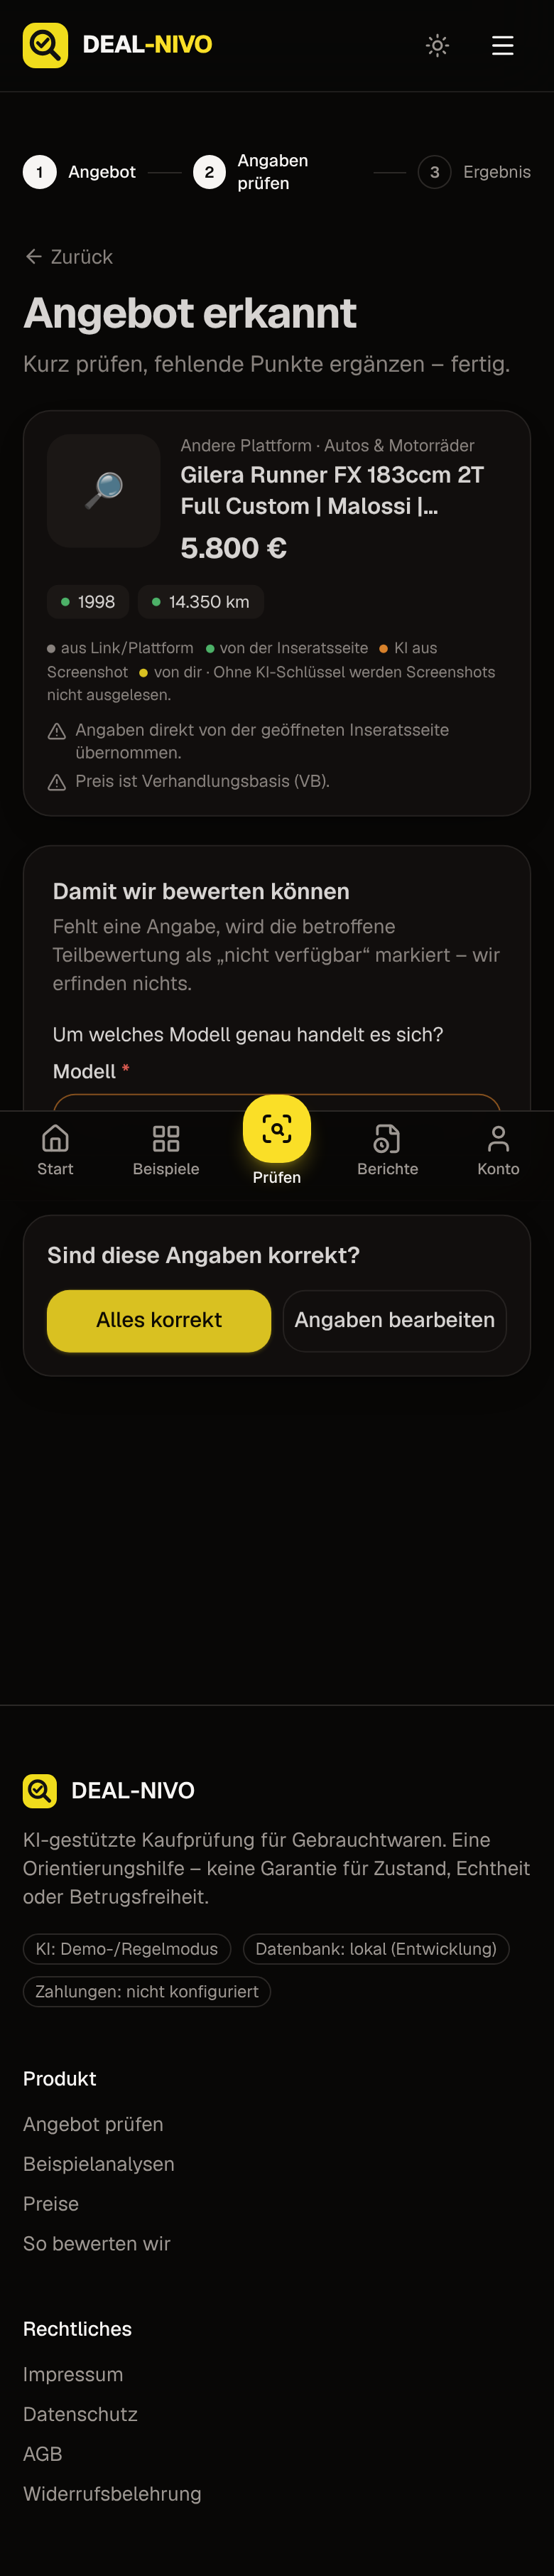 DEAL-NIVO
1 Angebot
2 Angaben prüfen
3 Ergebnis
← Zurück
Angebot erkannt
Kurz prüfen, fehlende Punkte ergänzen – fertig.
Andere Plattform · Autos & Motorräder
Gilera Runner FX 183ccm 2T
Full Custom | Malossi |...
5.800 €
1998
14.350 km
aus Link/Plattform von der Inseratsseite KI aus
Screenshot von dir · Ohne KI-Schlüssel werden Screenshots
nicht ausgelesen.
Angaben direkt von der geöffneten Inseratsseite
übernommen.
Preis ist Verhandlungsbasis (VB).
Damit wir bewerten können
Fehlt eine Angabe, wird die betroffene
Teilbewertung als „nicht verfügbar“ markiert – wir
erfinden nichts.
Um welches Modell genau handelt es sich?
Modell *
Start
Beispiele
Prüfen
Berichte
Konto
Sind diese Angaben korrekt?
Alles korrekt
Angaben bearbeiten
DEAL-NIVO
KI-gestützte Kaufprüfung für Gebrauchtwaren. Eine
Orientierungshilfe – keine Garantie für Zustand, Echtheit
oder Betrugsfreiheit.
KI: Demo-/Regelmodus
Datenbank: lokal (Entwicklung)
Zahlungen: nicht konfiguriert
Produkt
Angebot prüfen
Beispielanalysen
Preise
So bewerten wir
Rechtliches
Impressum
Datenschutz
AGB
Widerrufsbelehrung